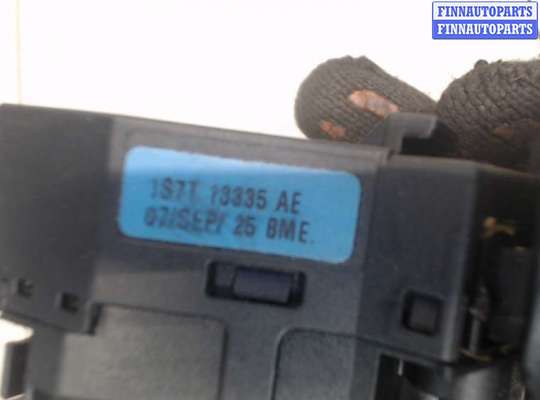 FINNAUTOPARTS
FINNAUTOPARTS
1S7T 13335 AE
07/SEP/ 25 BME.